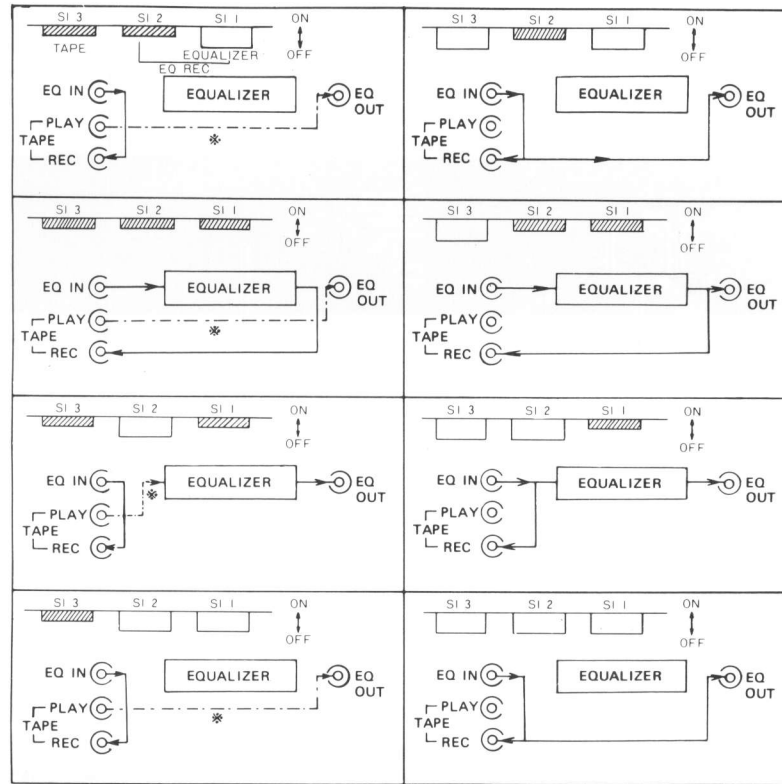 SI 3 SI 2 SI 1 ON
OFF
TAPE EQUALIZER
EQ REC
EQ IN EQUALIZER EQ
OUT
PLAY
TAPE ※
REC
SI 3 SI 2 SI 1 ON
OFF
EQ IN EQUALIZER EQ
OUT
PLAY
TAPE
REC
SI 3 SI 2 SI 1 ON
OFF
EQ IN EQUALIZER EQ
OUT
PLAY
TAPE ※
REC
SI 3 SI 2 SI 1 ON
OFF
EQ IN EQUALIZER EQ
OUT
PLAY
TAPE
REC
SI 3 SI 2 SI 1 ON
OFF
EQ IN EQUALIZER EQ
OUT
※
PLAY
TAPE
REC
SI 3 SI 2 SI 1 ON
OFF
EQ IN EQUALIZER EQ
OUT
PLAY
TAPE
REC
SI 3 SI 2 SI 1 ON
OFF
EQ IN EQUALIZER EQ
OUT
PLAY
TAPE ※
REC
SI 3 SI 2 SI 1 ON
OFF
EQ IN EQUALIZER EQ
OUT
PLAY
TAPE
REC